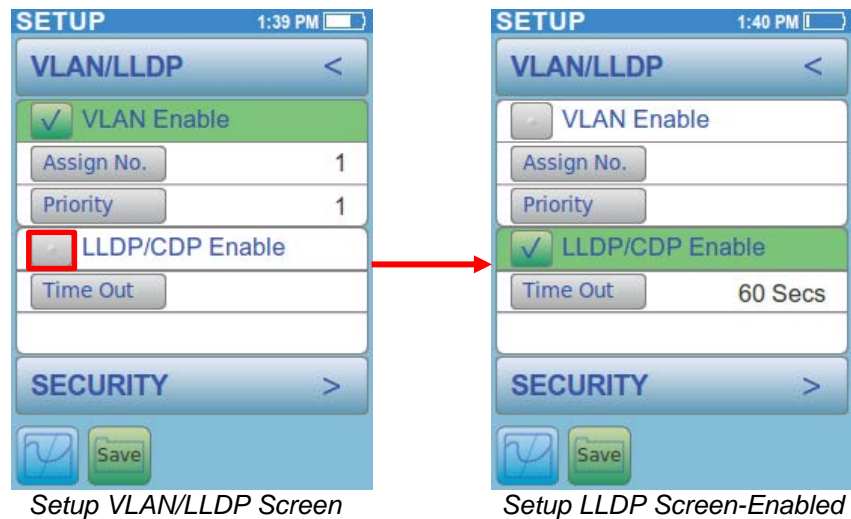 SETUP 1:39 PM
VLAN/LLDP <
✓ VLAN Enable
Assign No. 1
Priority 1
LLDP/CDP Enable
Time Out
SECURITY >
Save
Setup VLAN/LLDP Screen
SETUP 1:40 PM
VLAN/LLDP <
VLAN Enable
Assign No.
Priority
✓ LLDP/CDP Enable
Time Out 60 Secs
SECURITY >
Save
Setup LLDP Screen-Enabled